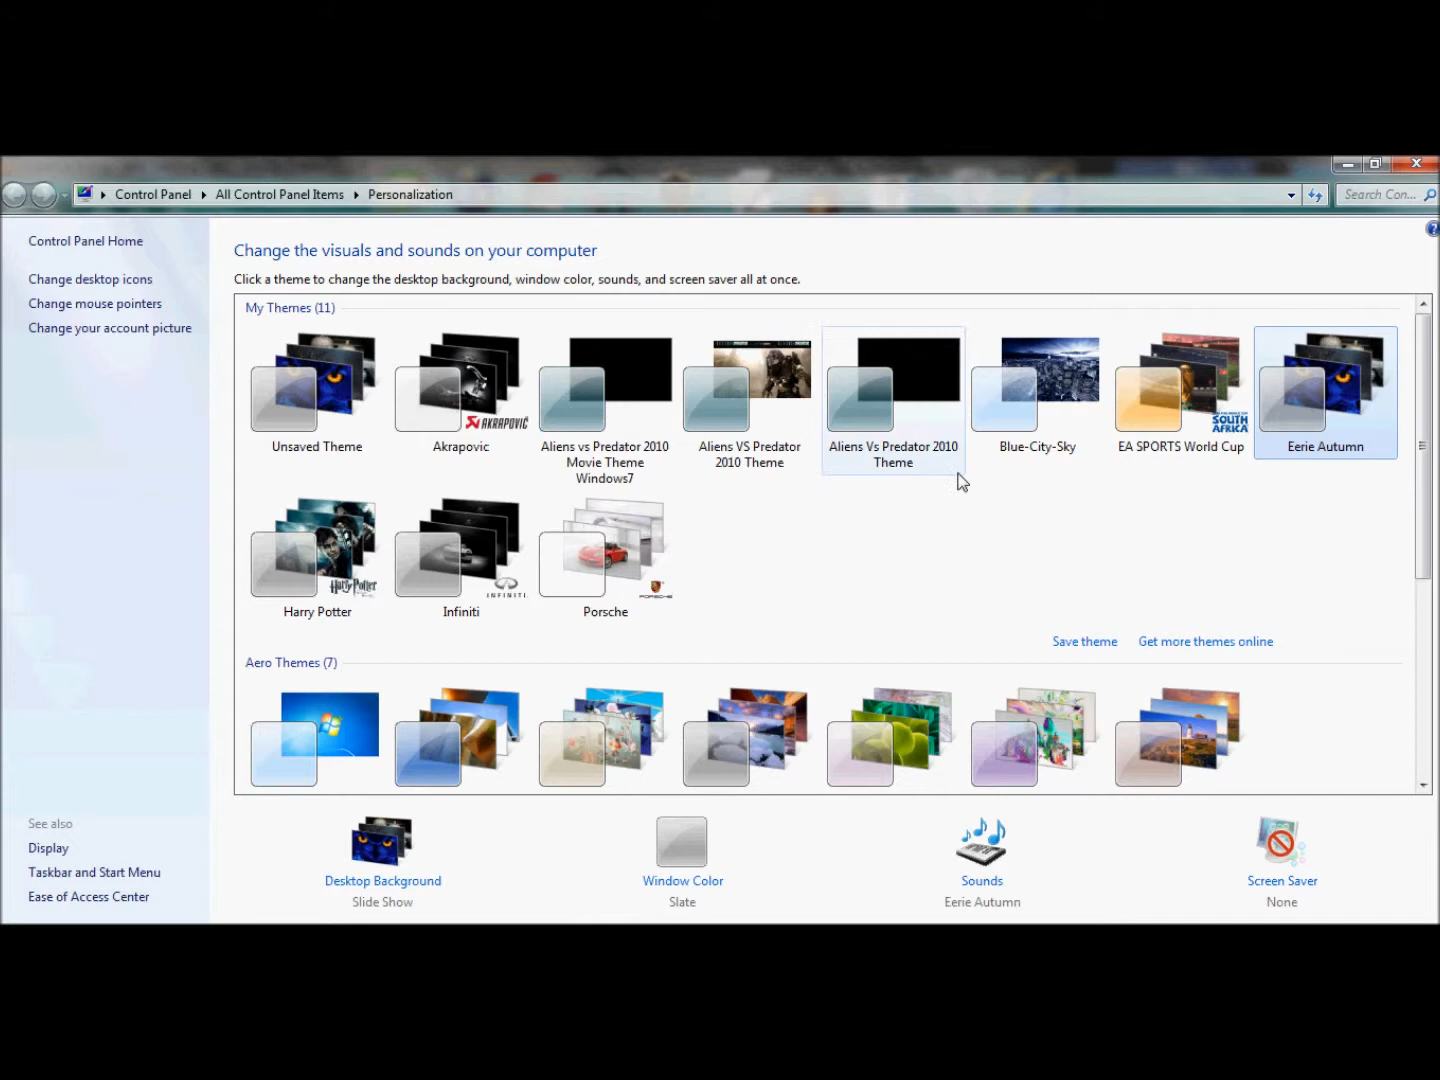 Control Panel
All Control Panel Items
Personalization
Search Con...
Control Panel Home
Change desktop icons
Change mouse pointers
Change your account picture
Change the visuals and sounds on your computer
Click a theme to change the desktop background, window color, sounds, and screen saver all at once.
My Themes (11)
AKRAPOVIČ
SOUTH
AFRICA
Unsaved Theme
Akrapovic
Aliens vs Predator 2010
Movie Theme
Windows7
Aliens VS Predator
2010 Theme
Aliens Vs Predator 2010
Theme
Blue-City-Sky
EA SPORTS World Cup
Eerie Autumn
Harry Potter
INFINITI
PORSCHE
Harry Potter
Infiniti
Porsche
Save theme
Get more themes online
Aero Themes (7)
See also
Display
Taskbar and Start Menu
Ease of Access Center
Desktop Background
Slide Show
Window Color
Slate
Sounds
Eerie Autumn
Screen Saver
None